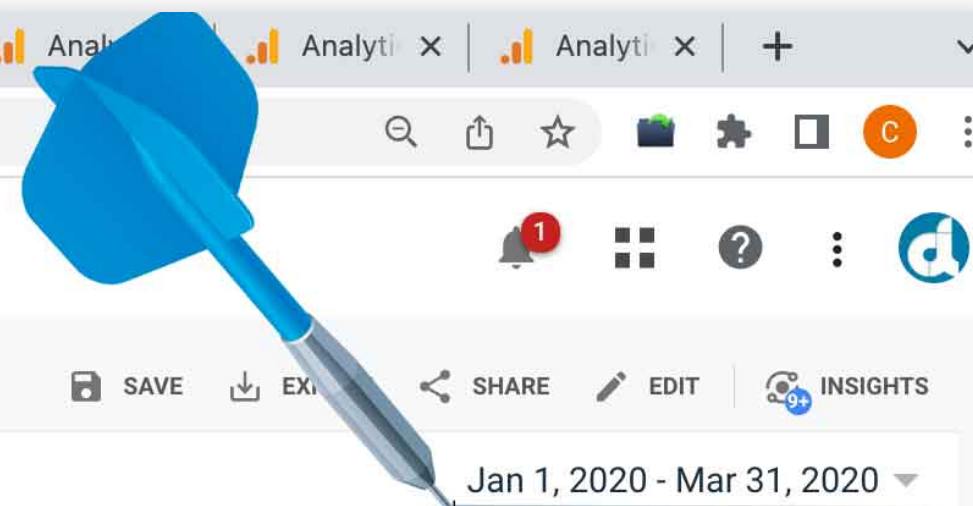 Analyti Analyti
C
1
SAVE SHARE EDIT INSIGHTS
9+
Jan 1, 2020 - Mar 31, 2020